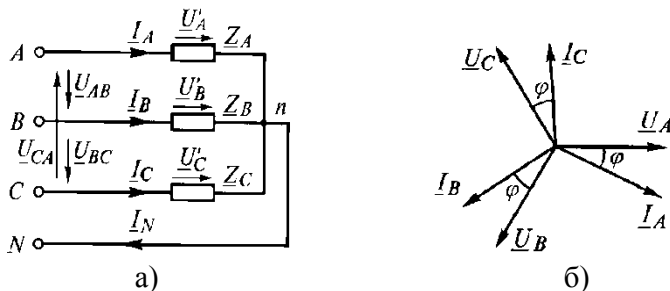 I_A U'_A Z_A
A
U_AB
I_B U'_B Z_B n
B
U_CA U_BC
I_C U'_C Z_C
C
I_N
N
а)
U_C I_C
φ
U_A
φ
I_B φ
I_A
U_B
б)